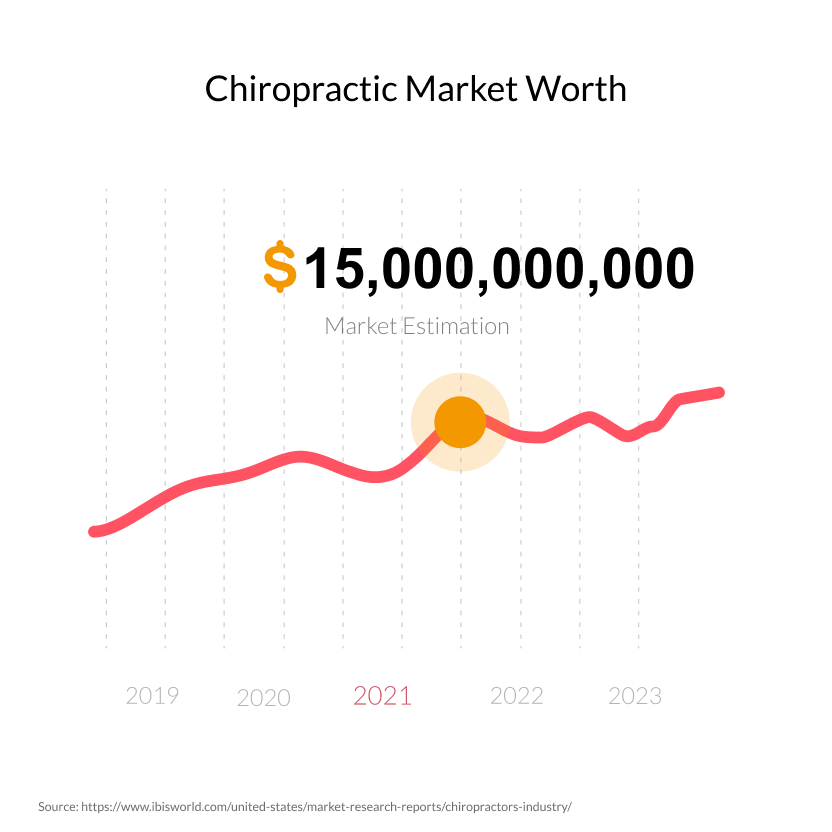 Chiropractic Market Worth
$15,000,000,000
Market Estimation
2019 2020 2021 2022 2023
Source: https://www.ibisworld.com/united-states/market-research-reports/chiropractors-industry/